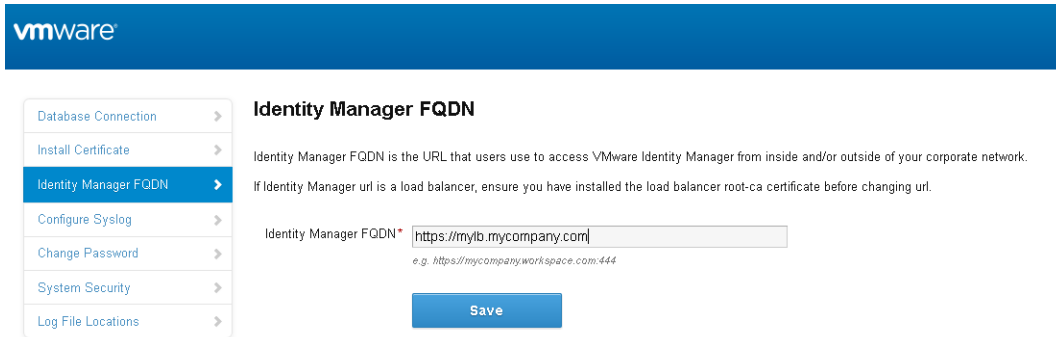 vmware®
Database Connection
Install Certificate
Identity Manager FQDN
Configure Syslog
Change Password
System Security
Log File Locations
Identity Manager FQDN
Identity Manager FQDN is the URL that users use to access VMware Identity Manager from inside and/or outside of your corporate network.
If Identity Manager url is a load balancer, ensure you have installed the load balancer root-ca certificate before changing url.
Identity Manager FQDN* https://mylb.mycompany.com
e.g. https://mycompany.workspace.com:444
Save